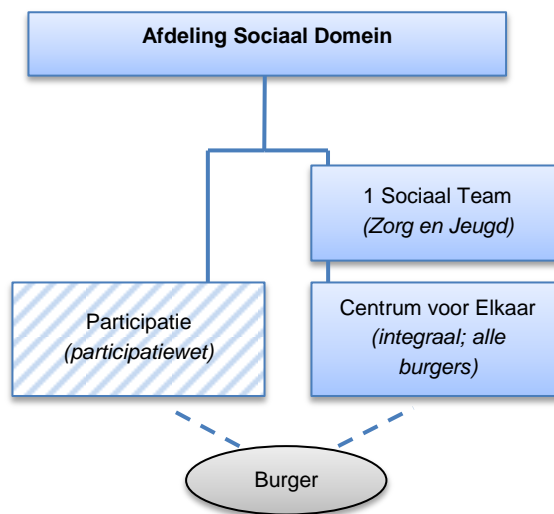 Afdeling Sociaal Domein
1 Sociaal Team
(Zorg en Jeugd)
Participatie
(participatiewet)
Centrum voor Elkaar
(integraal; alle
burgers)
Burger